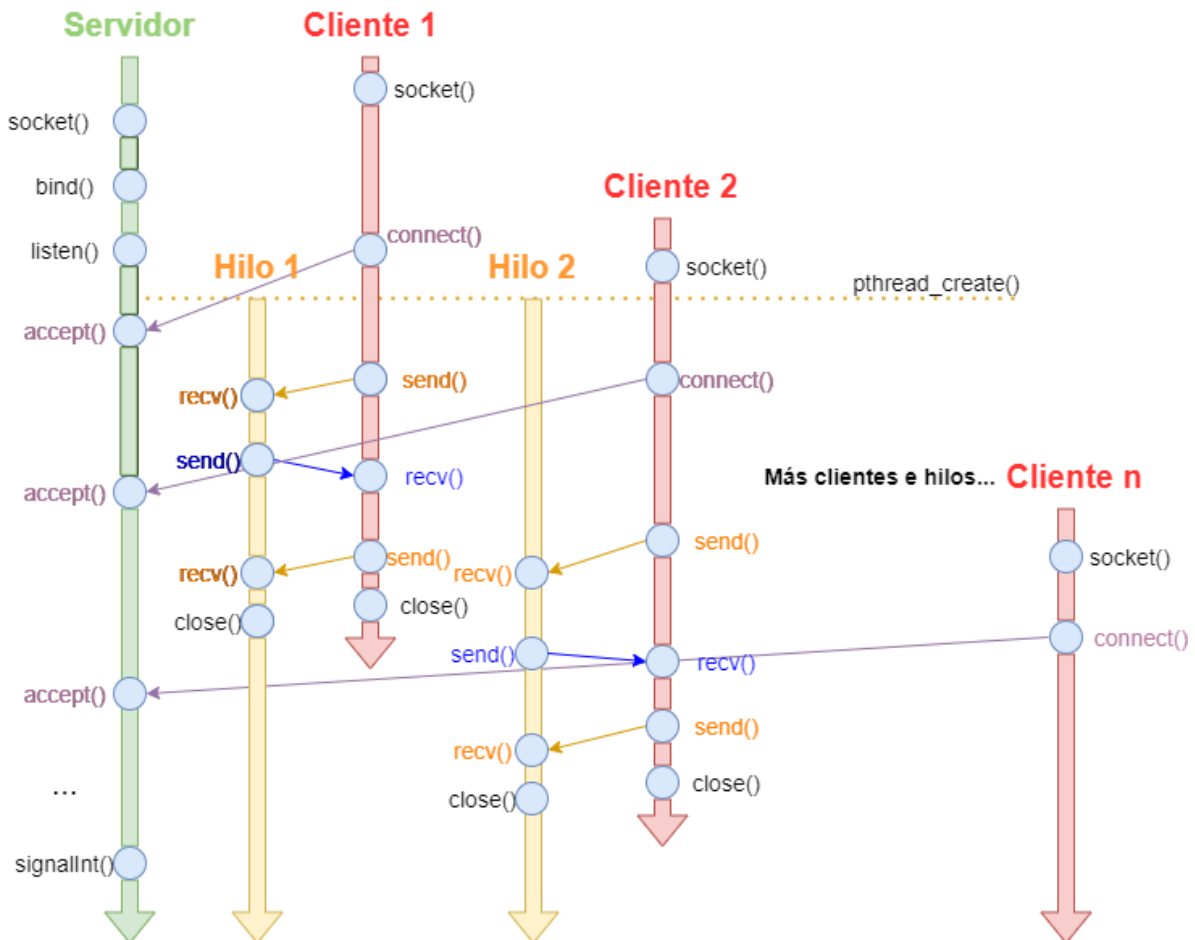 Servidor
Cliente 1
socket()
socket()
bind()
Cliente 2
connect()
listen()
Hilo 1
Hilo 2
socket()
pthread_create()
accept()
recv()
send()
connect()
send()
recv()
Más clientes e hilos...
Cliente n
accept()
send()
socket()
recv()
send()
recv()
close()
close()
connect()
send()
recv()
accept()
send()
recv()
...
close()
close()
signalInt()